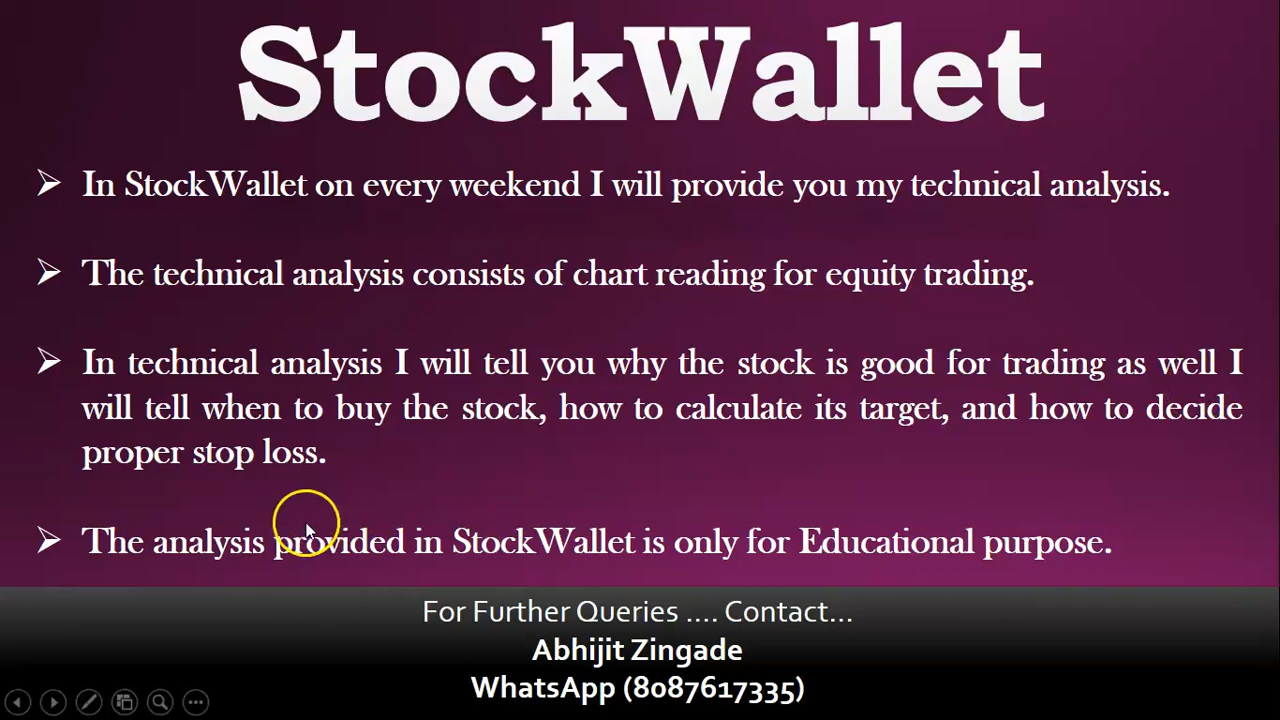 StockWallet
➢ In StockWallet on every weekend I will provide you my technical analysis.
➢ The technical analysis consists of chart reading for equity trading.
➢ In technical analysis I will tell you why the stock is good for trading as well I
will tell when to buy the stock, how to calculate its target, and how to decide
proper stop loss.
➢ The analysis provided in StockWallet is only for Educational purpose.
For Further Queries .... Contact...
Abhijit Zingade
WhatsApp (8087617335)